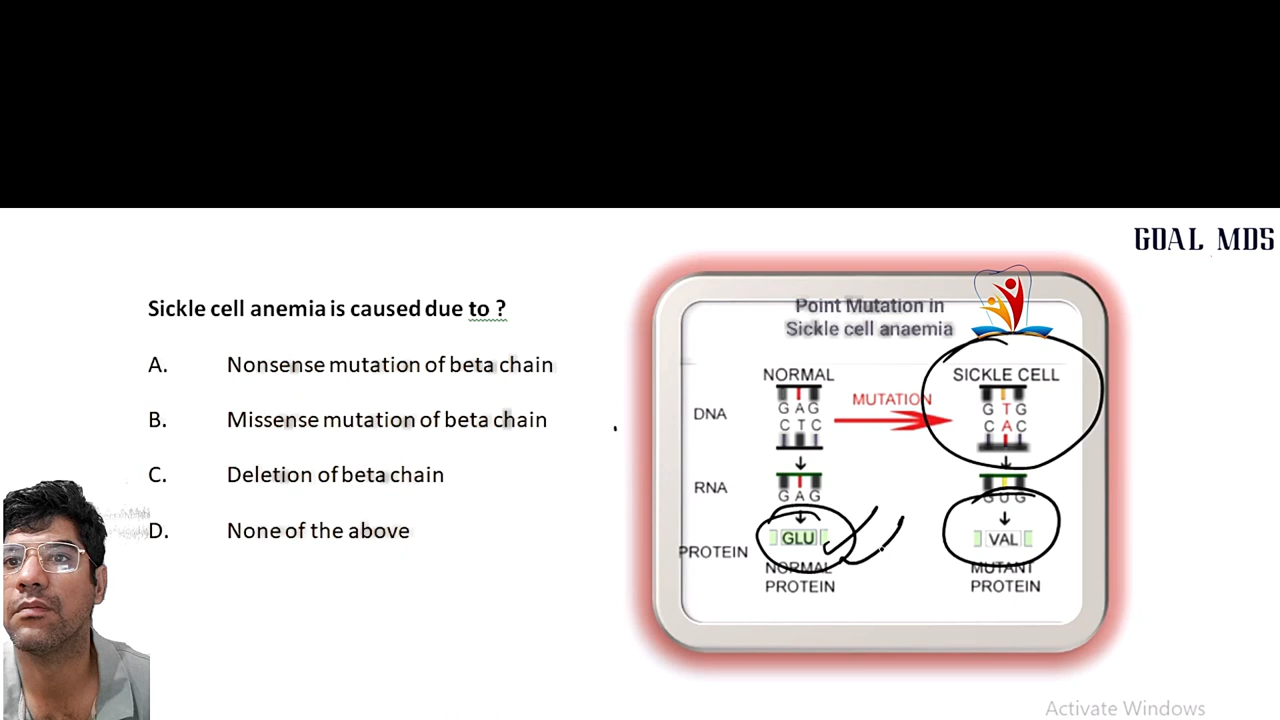 GOAL MDS
Sickle cell anemia is caused due to ?
A. Nonsense mutation of beta chain
B. Missense mutation of beta chain
C. Deletion of beta chain
D. None of the above
Point Mutation in
Sickle cell anaemia
NORMAL
SICKLE CELL
MUTATION
DNA
G A G
C T C
G T G
C A C
RNA
G A G
G U G
PROTEIN
GLU
VAL
NORMAL
PROTEIN
MUTANT
PROTEIN
Activate Windows